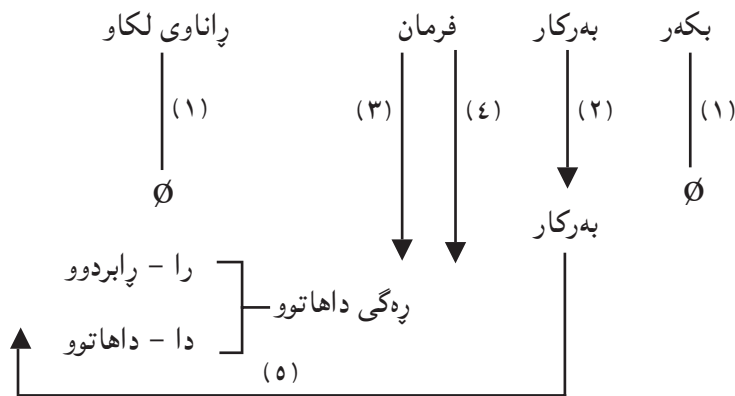 بکەر بەرکار فرمان ڕاناوی لکاو
(١) (٢) (٤) (٣) (١)
Ø Ø
بەرکار
را - ڕابردوو
ڕەگی داهاتوو
دا - داهاتوو
(٥)